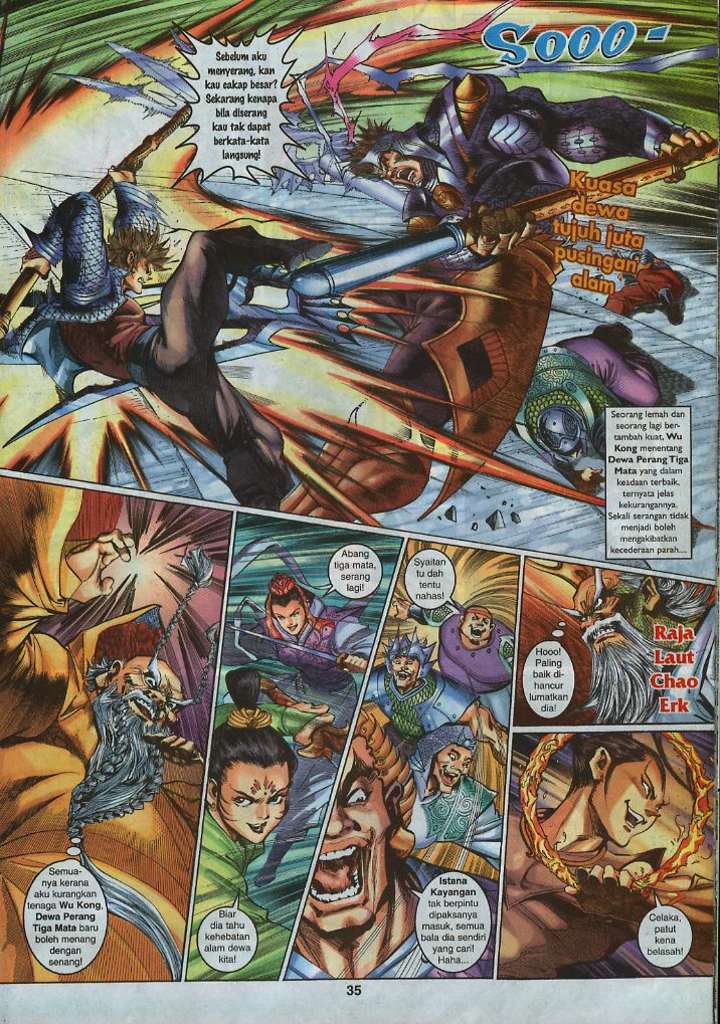 Sooo-
Sebelum aku
menyerang, kan
kau cakap besar?
Sekarang kenapa
bila diserang
kau tak dapat
berkata-kata
langsung!
Kuasa
dewa
tujuh juta
pusingan
alam
Seorang lemah dan
seorang lagi ber-
tambah kuat, Wu
Kong menentang
Dewa Perang Tiga
Mata yang dalam
keadaan terbaik,
ternyata jelas
kekurangannya.
Sekali serangan tidak
menjadi boleh
mengakibatkan
kecederaan parah....
Semua-
nya kerana
aku kurangkan
tenaga Wu Kong,
Dewa Perang
Tiga Mata baru
boleh menang
dengan
senang!
Abang
tiga mata,
serang
lagi!
Biar
dia tahu
kehebatan
alam dewa
kita!
Syaitan
tu dah
tentu
nahas!
Istana
Kayangan
tak berpintu
dipaksanya
masuk, semua
bala dia sendiri
yang cari!
Haha...
Hooo!
Paling
baik di-
hancur
lumatkan
dia!
Raja
Laut
Chao
Erk
Celaka,
patut
kena
belasah!
35